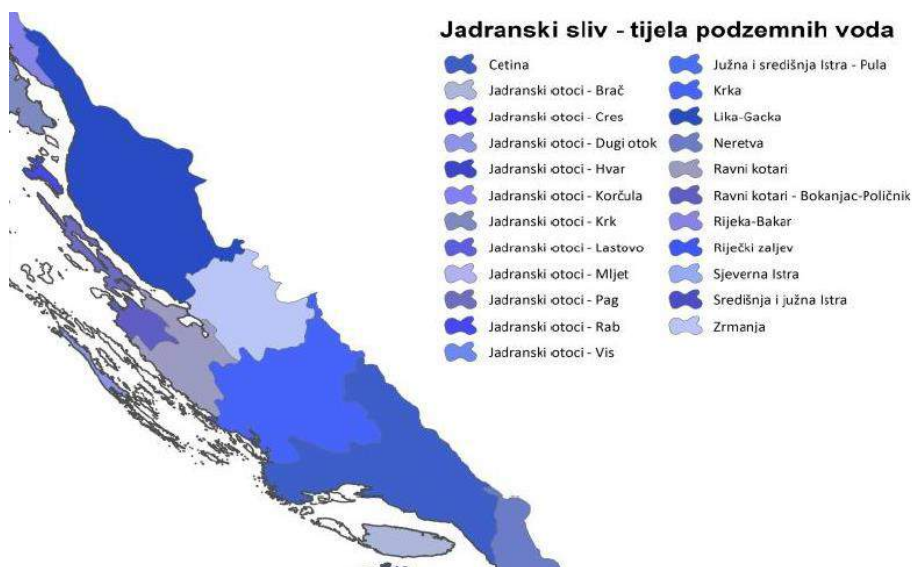 Jadranski sliv - tijela podzemnih voda
Cetina
Jadranski otoci - Brač
Jadranski otoci - Cres
Jadranski otoci - Dugi otok
Jadranski otoci - Hvar
Jadranski otoci - Korčula
Jadranski otoci - Krk
Jadranski otoci - Lastovo
Jadranski otoci - Mljet
Jadranski otoci - Pag
Jadranski otoci - Rab
Jadranski otoci - Vis
Južna i središnja Istra - Pula
Krka
Lika-Gacka
Neretva
Ravni kotari
Ravni kotari - Bokanjac-Poličnik
Rijeka-Bakar
Riječki zaljev
Sjeverna Istra
Središnja i južna Istra
Zrmanja